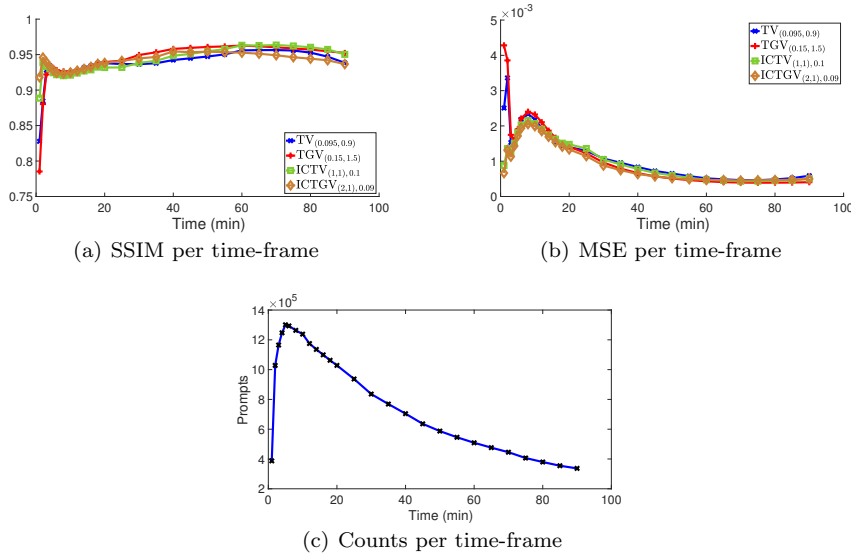 1
0.95
0.9
0.85
0.8
0.75
0 20 40 60 80 100
Time (min)
TV(0.095,0.9)
TGV(0.15,1.5)
ICTV(1,1),0.1
ICTGV(2,1),0.09
(a) SSIM per time-frame
×10-3
5
4
3
2
1
0
0 20 40 60 80 100
Time (min)
TV(0.095,0.9)
TGV(0.15,1.5)
ICTV(1,1),0.1
ICTGV(2,1),0.09
(b) MSE per time-frame
×105
14
12
10
8
6
4
2
Prompts
0 20 40 60 80 100
Time (min)
(c) Counts per time-frame